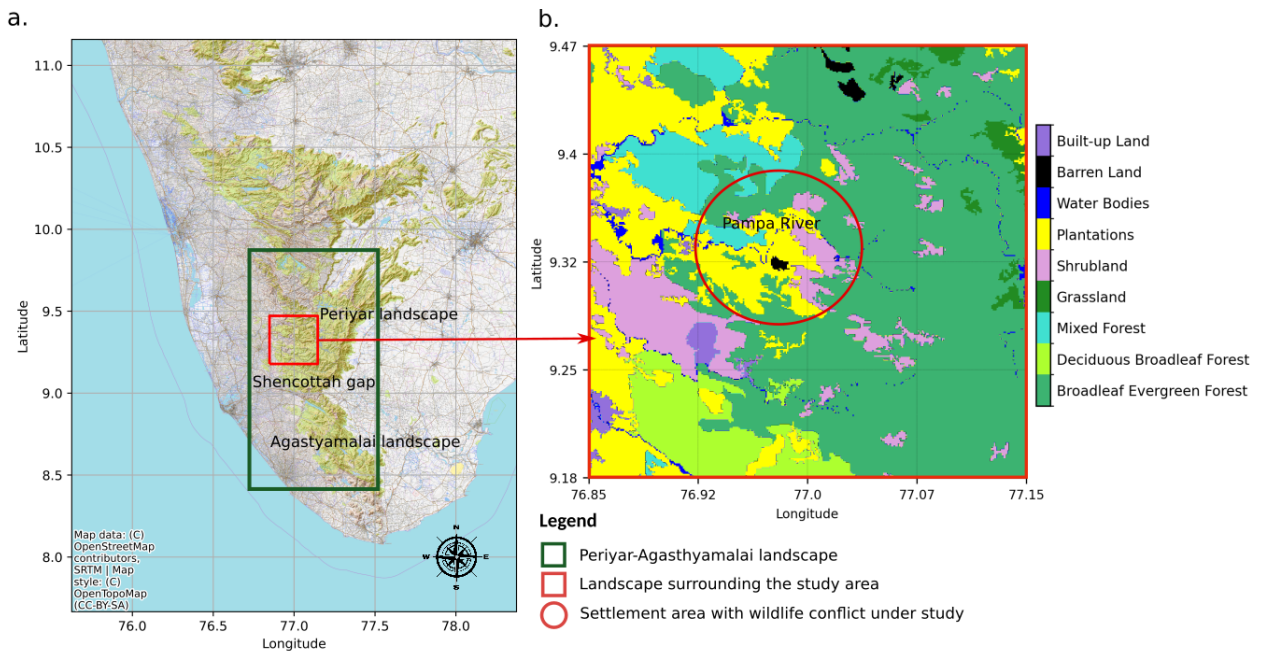 a.
11.0
10.5
10.0
9.5
9.0
8.5
8.0
Latitude
Periyar landscape
Shencottah gap
Agastyamalai landscape
Map data: (C)
OpenStreetMap
contributors,
SRTM | Map
style: (C)
OpenTopoMap
(CC-BY-SA)
N
W
E
S
76.0 76.5 77.0 77.5 78.0
Longitude
b.
9.47
9.4
9.32
9.25
9.18
Latitude
Pampa River
76.85 76.92 77.0 77.07 77.15
Longitude
Built-up Land
Barren Land
Water Bodies
Plantations
Shrubland
Grassland
Mixed Forest
Deciduous Broadleaf Forest
Broadleaf Evergreen Forest
Legend
Periyar-Agasthyamalai landscape
Landscape surrounding the study area
Settlement area with wildlife conflict under study